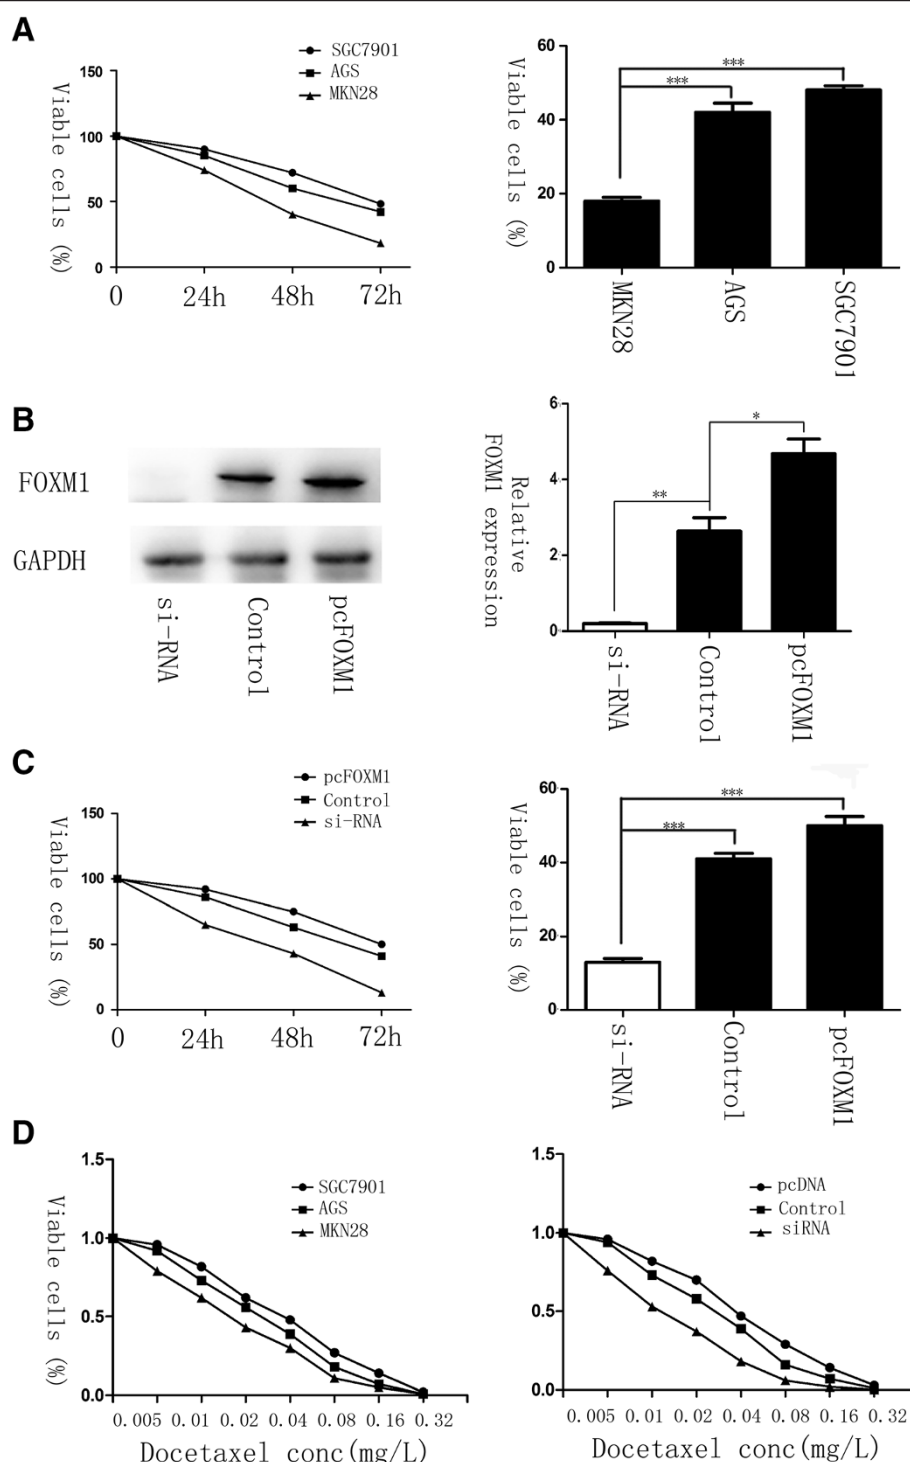 A
SGC7901
AGS
MKN28
Viable cells (%)
150
100
50
0
0 24h 48h 72h
Viable cells (%)
60
40
20
0
*** 
***
MKN28 AGS SGC7901
B
FOXM1
GAPDH
si-RNA Control pcFOXM1
Relative
FOXM1 expression
6
4
2
0
*
**
si-RNA Control pcFOXM1
C
pcFOXM1
Control
si-RNA
Viable cells (%)
150
100
50
0
0 24h 48h 72h
Viable cells (%)
60
40
20
0
***
***
si-RNA Control pcFOXM1
D
SGC7901
AGS
MKN28
Viable cells (%)
1.5
1.0
0.5
0.0
0.005 0.01 0.02 0.04 0.08 0.16 0.32
Docetaxel conc(mg/L)
pcDNA
Control
siRNA
1.5
1.0
0.5
0.0
0.005 0.01 0.02 0.04 0.08 0.16 0.32
Docetaxel conc(mg/L)